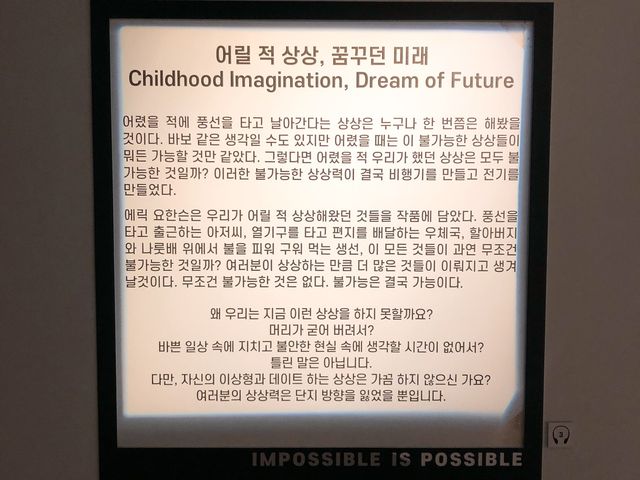 어릴 적 상상, 꿈꾸던 미래
Childhood Imagination, Dream of Future
어렸을 적에 풍선을 타고 날아간다는 상상은 누구나 한 번쯤은 해봤을
것이다. 바보 같은 생각일 수도 있지만 어렸을 때는 이 불가능한 상상들이
뭐든 가능할 것만 같았다. 그렇다면 어렸을 적 우리가 했던 상상은 모두 불
가능한 것일까? 이러한 불가능한 상상력이 결국 비행기를 만들고 전기를
만들었다.
에릭 요한슨은 우리가 어릴 적 상상해왔던 것들을 작품에 담았다. 풍선을
타고 출근하는 아저씨, 열기구를 타고 편지를 배달하는 우체국, 할아버지
와 나룻배 위에서 불을 피워 구워 먹는 생선, 이 모든 것들이 과연 무조건
불가능한 것일까? 여러분이 상상하는 만큼 더 많은 것들이 이뤄지고 생겨
날것이다. 무조건 불가능한 것은 없다. 불가능은 결국 가능이다.
왜 우리는 지금 이런 상상을 하지 못할까요?
머리가 굳어 버려서?
바쁜 일상 속에 지치고 불안한 현실 속에 생각할 시간이 없어서?
틀린 말은 아닙니다.
다만, 자신의 이상형과 데이트 하는 상상은 가끔 하지 않으신 가요?
여러분의 상상력은 단지 방향을 잃었을 뿐입니다.
3
IMPOSSIBLE iS POSSIBLE